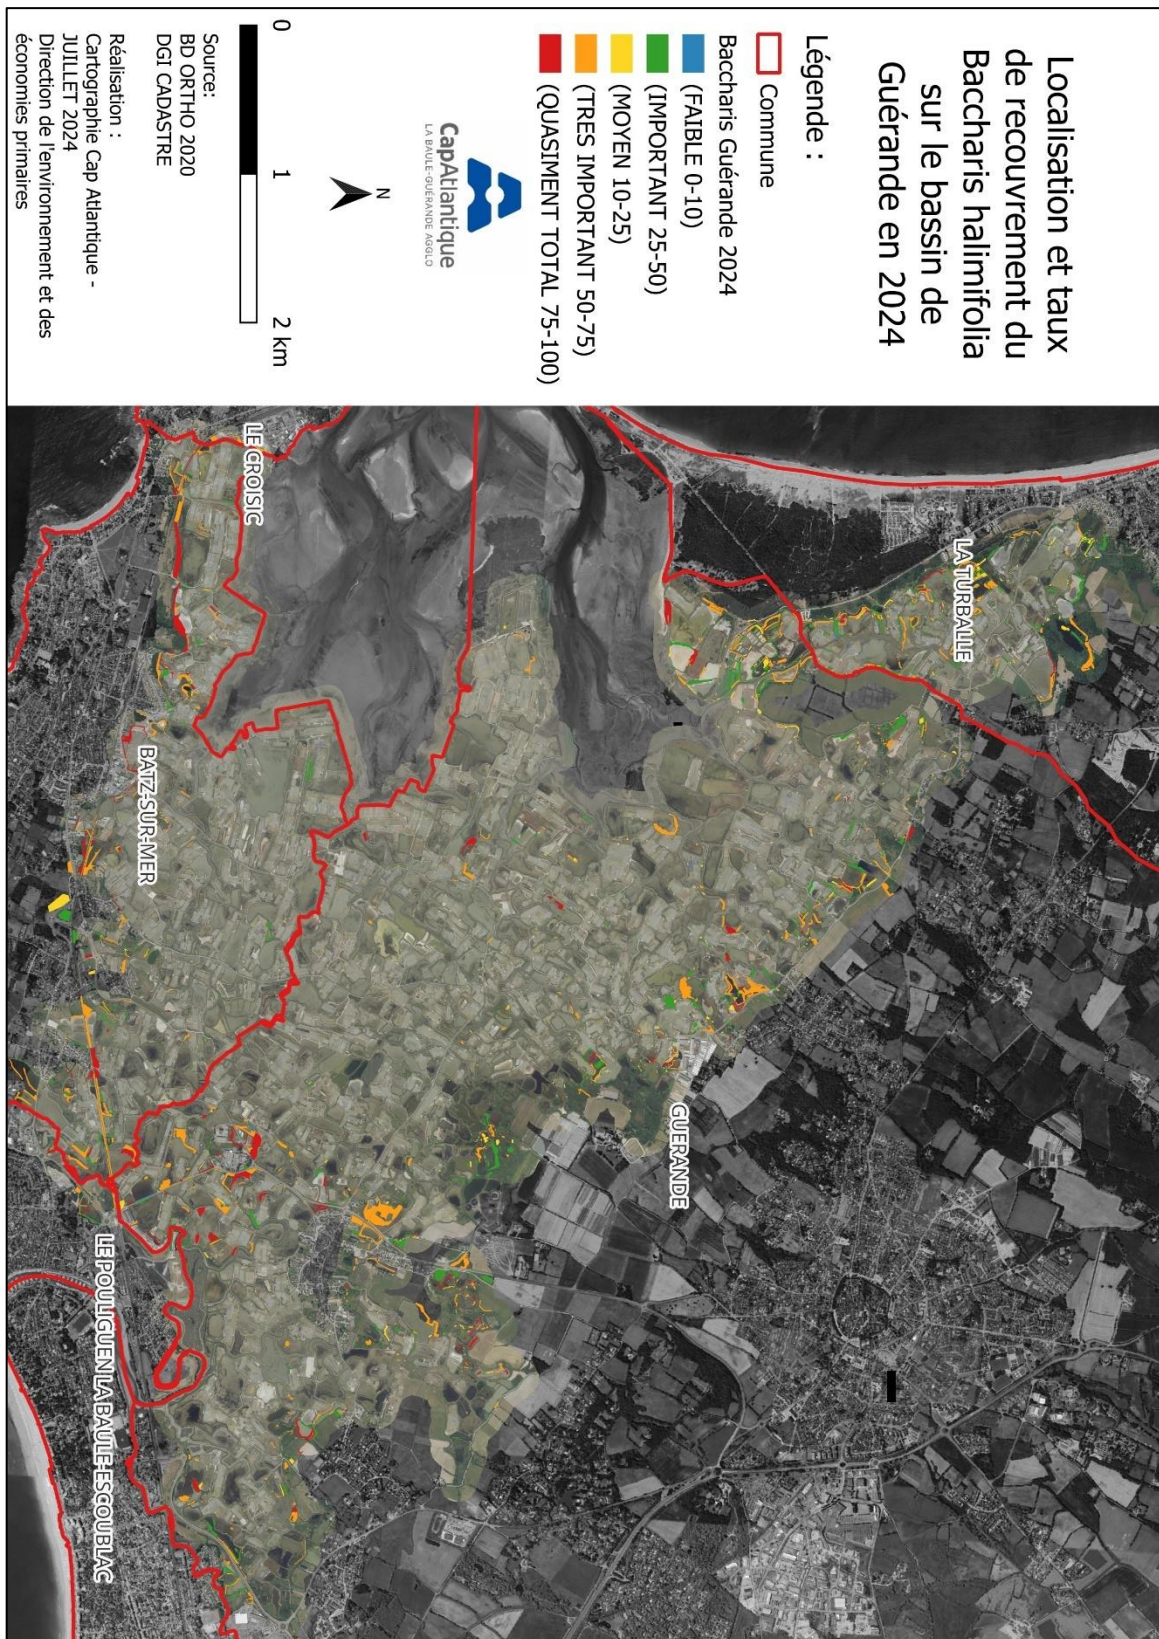 Localisation et taux
de recouvrement du
Baccharis halimifolia
sur le bassin de
Guérande en 2024
Légende :
Commune
Baccharis Guérande 2024
(FAIBLE 0-10)
(IMPORTANT 25-50)
(MOYEN 10-25)
(TRES IMPORTANT 50-75)
(QUASIMENT TOTAL 75-100)
CapAtlantique
LA BAULE-GUÉRANDE AGGLO
N
0 1 2 km
Source:
BD ORTHO 2020
DGI CADASTRE
Réalisation :
Cartographie Cap Atlantique -
JUILLET 2024
Direction de l'environnement et des
économies primaires
LA TURBALLE
GUERANDE
LE CROISIC
BATZ-SUR-MER
LE POULIGUEN LA BAULE-ESCOUBLAC